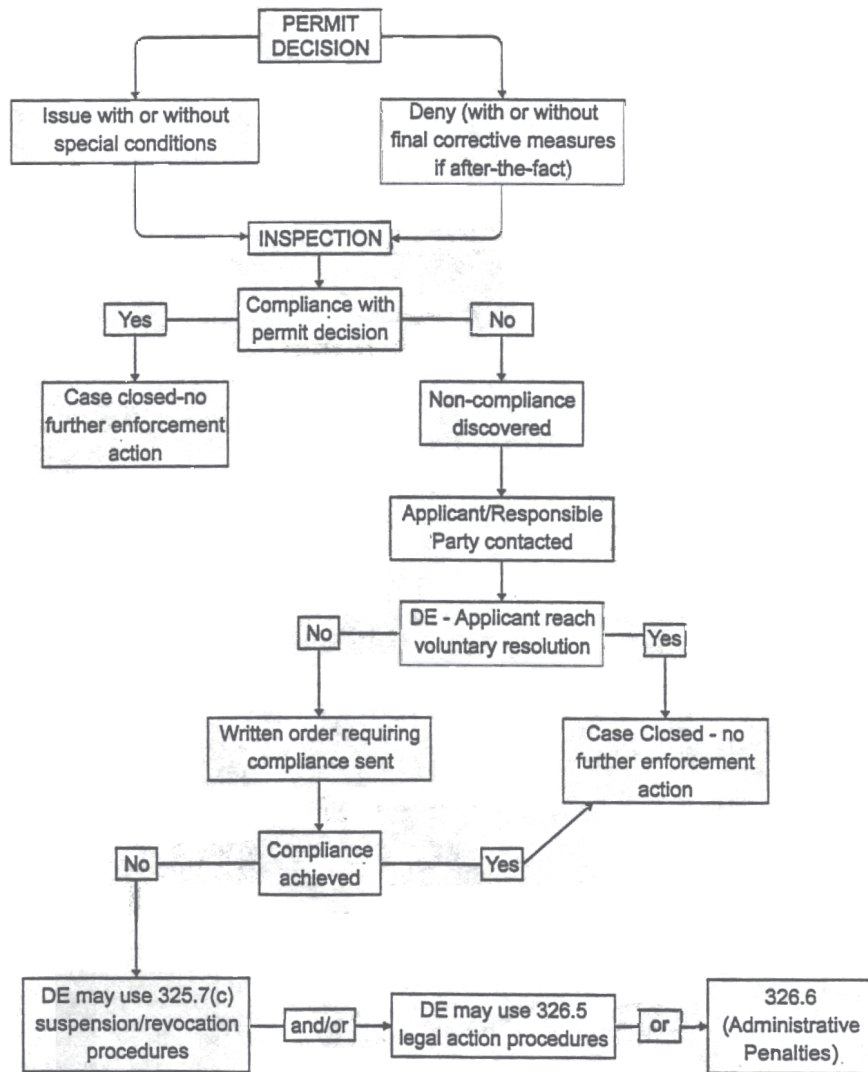 PERMIT
DECISION
Issue with or without
special conditions
Deny (with or without
final corrective measures
if after-the-fact)
INSPECTION
Compliance with
permit decision
Yes
No
Case closed-no
further enforcement
action
Non-compliance
discovered
Applicant/Responsible
Party contacted
DE - Applicant reach
voluntary resolution
No
Yes
Written order requiring
compliance sent
Case Closed - no
further enforcement
action
Compliance
achieved
No
Yes
DE may use 325.7(c)
suspension/revocation
procedures
and/or
DE may use 326.5
legal action procedures
or
326.6
(Administrative
Penalties)